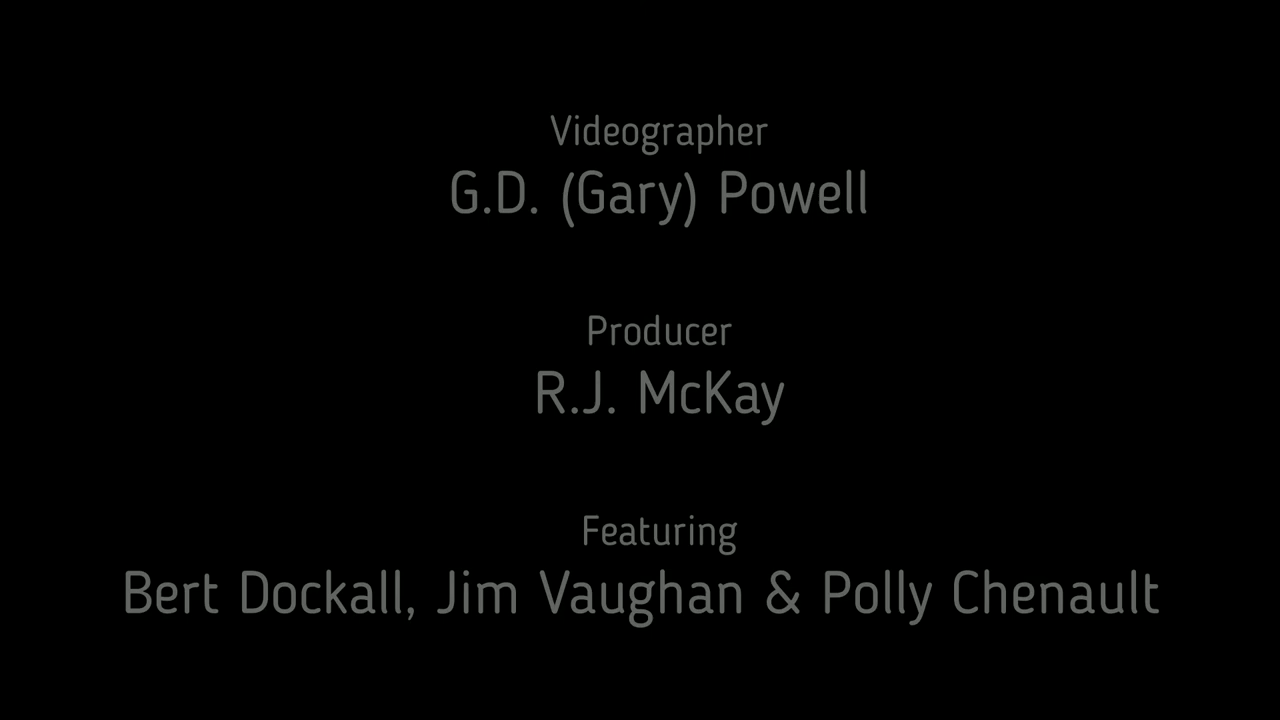 Videographer
G.D. (Gary) Powell
Producer
R.J. McKay
Featuring
Bert Dockall, Jim Vaughan & Polly Chenault